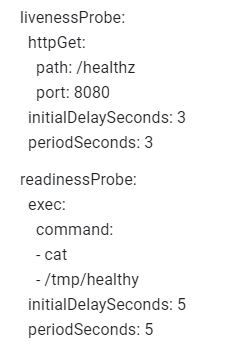 livenessProbe:
httpGet:
path: /healthz
port: 8080
initialDelaySeconds: 3
periodSeconds: 3
readinessProbe:
exec:
command:
- cat
- /tmp/healthy
initialDelaySeconds: 5
periodSeconds: 5